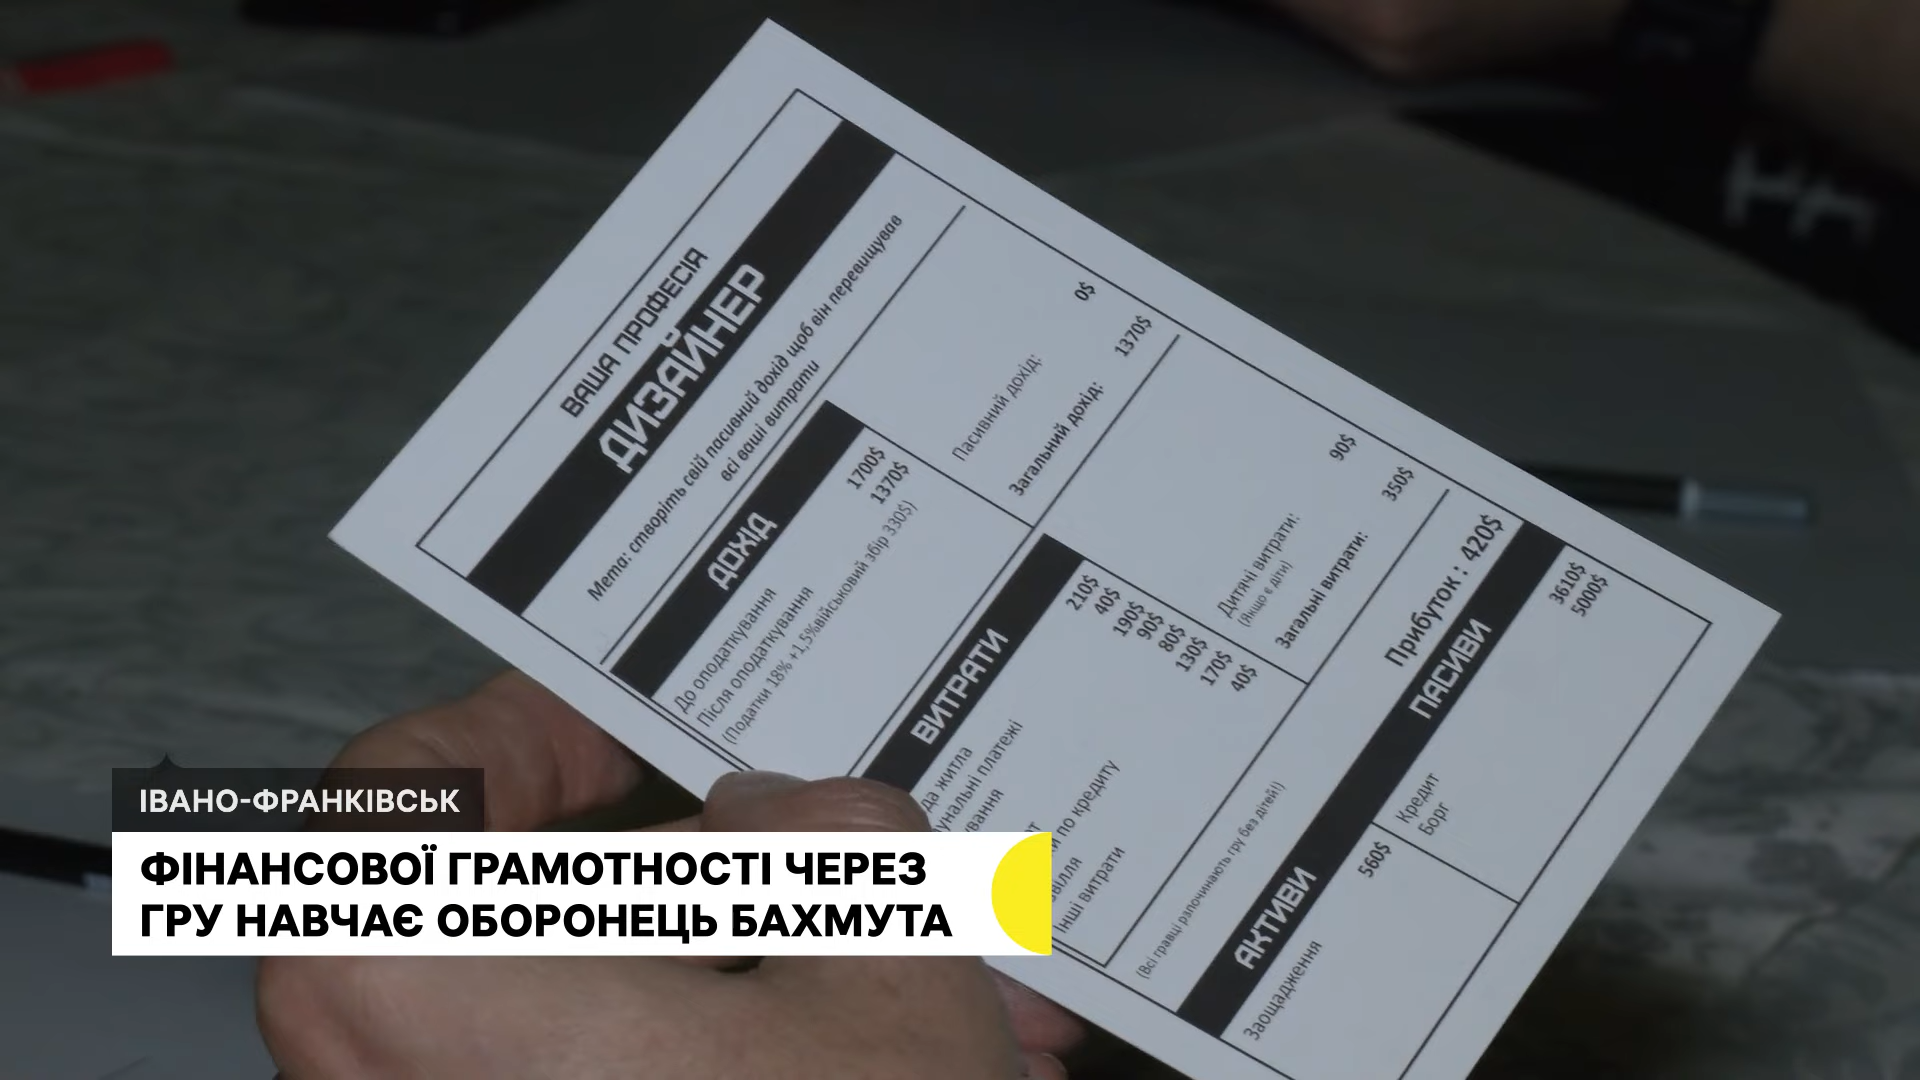 ВАША ПРОФЕСІЯ
ДИЗАЙНЕР
Мета: створіть свій пасивний дохід щоб він перевищував
всі ваші витрати
ДОХІД
До оподаткування 1700$
Після оподаткування 1370$
(Податки 18% +1,5%військовий збір 330$)
Пасивний дохід: 0$
Загальний дохід: 1370$
ВИТРАТИ
житла 210$
платежі 40$
190$
90$
по кредиту 80$
130$
170$
Інші витрати 40$
Дитячі витрати: 90$
(Якщо є діти)
Загальні витрати: 350$
(Всі гравці розпочинають гру без дітей!)
Прибуток : 420$
АКТИВИ
Заощадження 560$
ПАСИВИ
Кредит 3610$
Борг 5000$
ІВАНО-ФРАНКІВСЬК
ФІНАНСОВОЇ ГРАМОТНОСТІ ЧЕРЕЗ
ГРУ НАВЧАЄ ОБОРОНЕЦЬ БАХМУТА